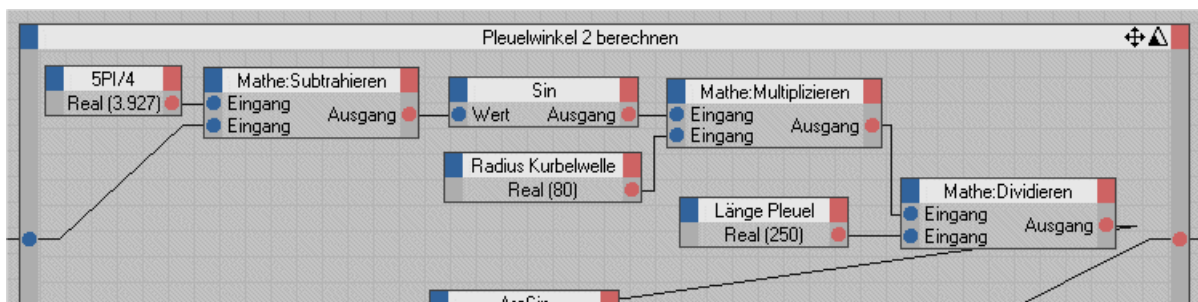 Pleuelwinkel 2 berechnen
5PI/4
Real (3.927)
Mathe:Subtrahieren
Eingang
Eingang
Ausgang
Sin
Wert
Ausgang
Mathe:Multiplizieren
Eingang
Eingang
Ausgang
Radius Kurbelwelle
Real (80)
Länge Pleuel
Real (250)
Mathe:Dividieren
Eingang
Eingang
Ausgang
ArcSin